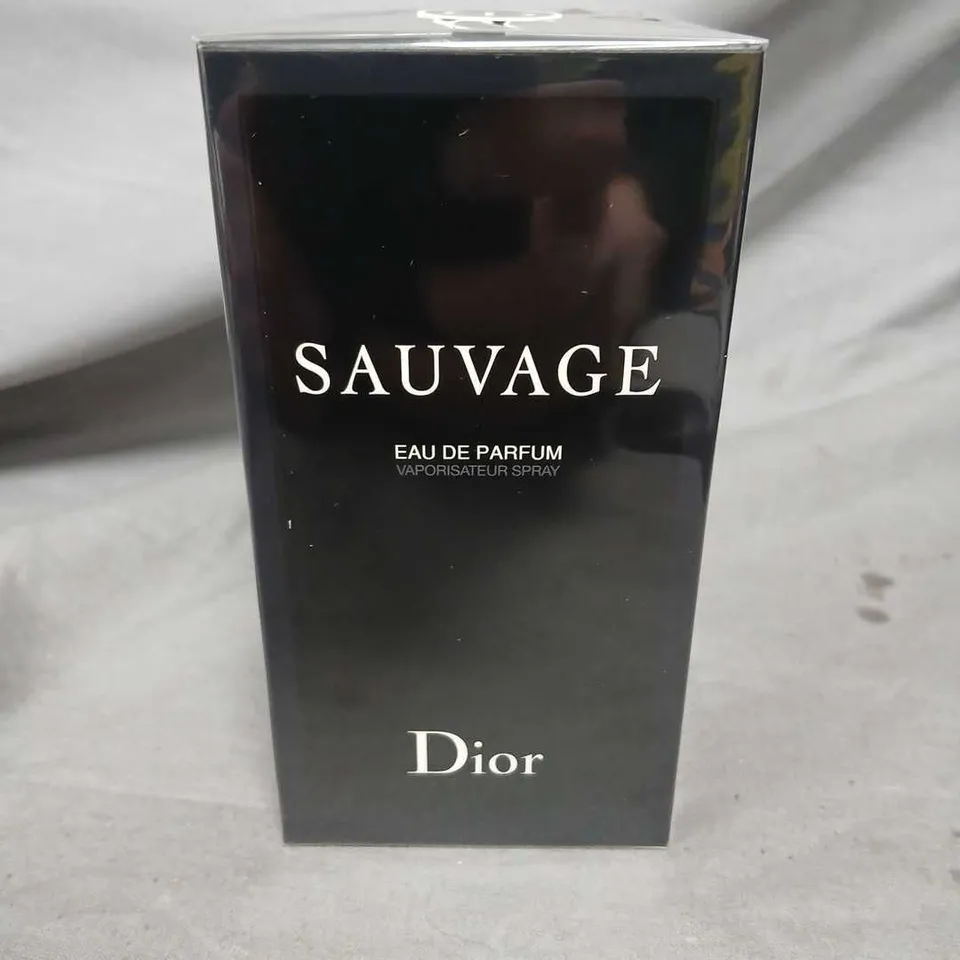 SAUVAGE
EAU DE PARFUM
VAPORISATEUR SPRAY
Dior